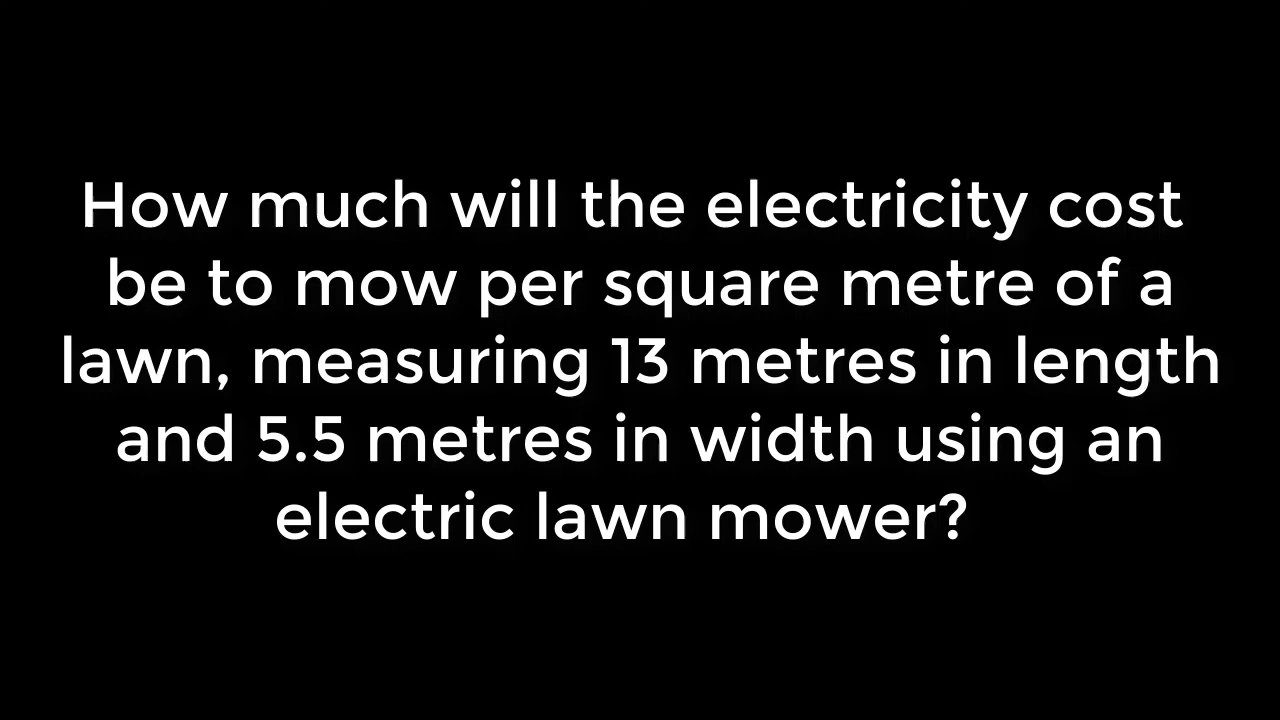 How much will the electricity cost
be to mow per square metre of a
lawn, measuring 13 metres in length
and 5.5 metres in width using an
electric lawn mower?